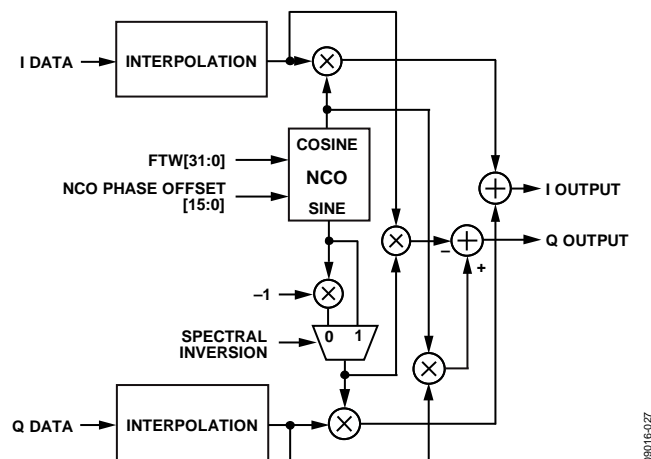 I DATA
INTERPOLATION
COSINE
FTW[31:0]
NCO
NCO PHASE OFFSET
[15:0]
SINE
I OUTPUT
Q OUTPUT
–
+
–1
0 1
SPECTRAL
INVERSION
Q DATA
INTERPOLATION
09016-027